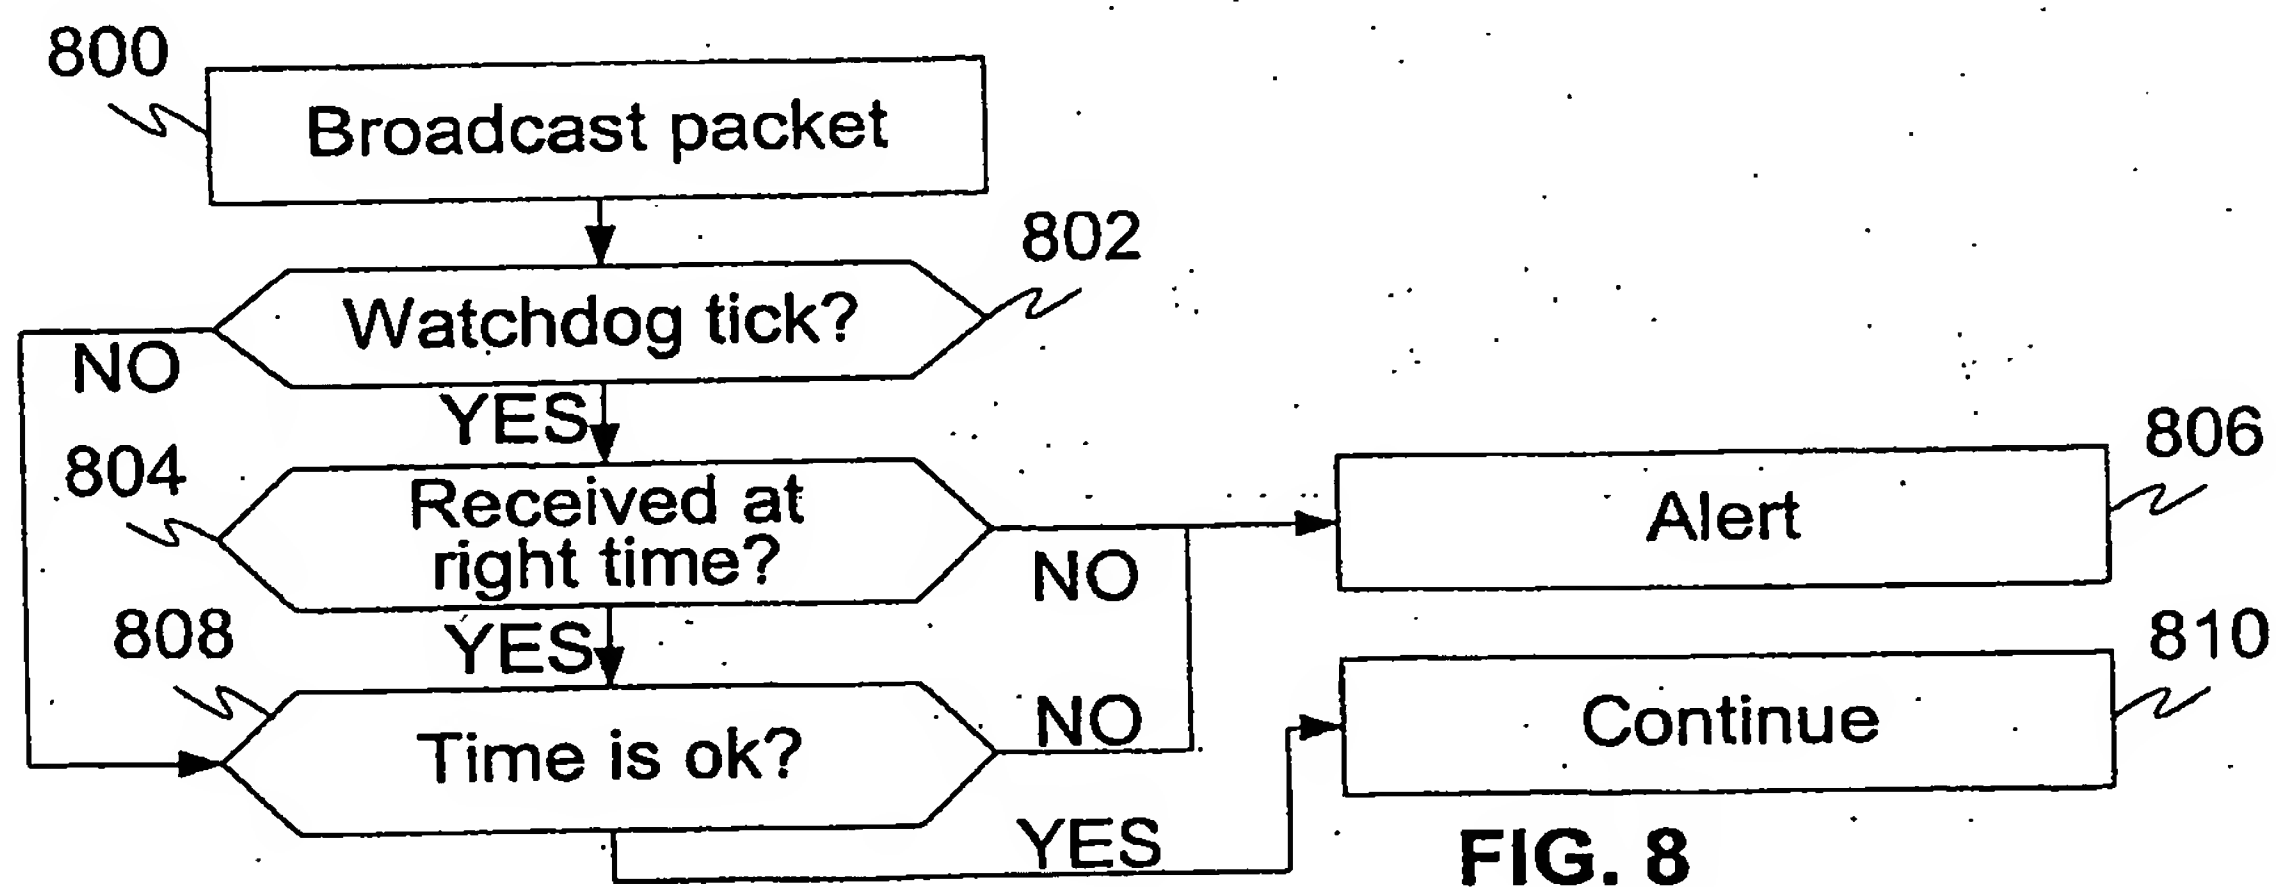 800
Broadcast packet
802
Watchdog tick?
NO
YES
804
Received at
right time?
NO
806
Alert
YES
808
Time is ok?
NO
810
Continue
YES
FIG. 8